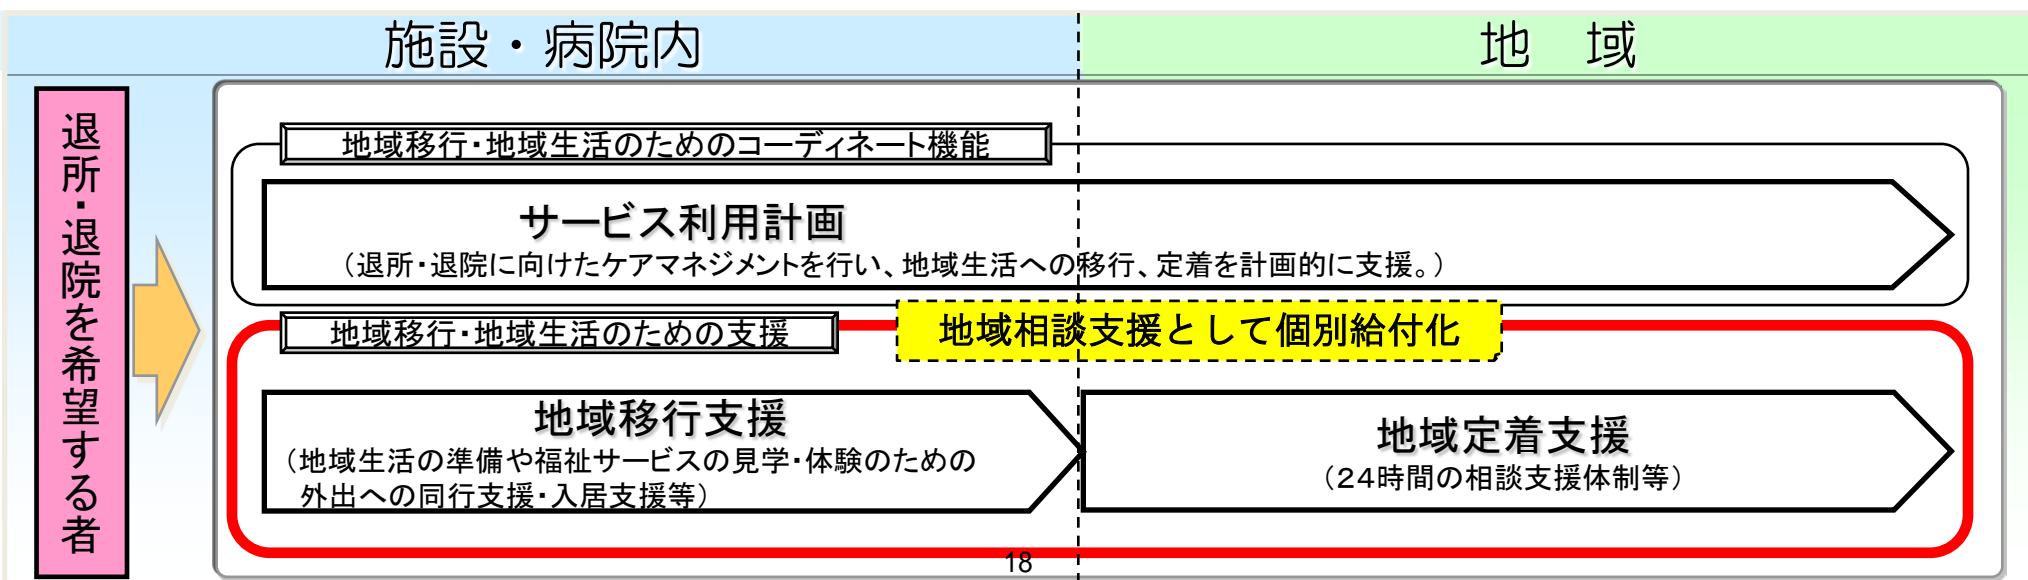 施設・病院内
地　域
退所・退院を希望する者
地域移行・地域生活のためのコーディネート機能
サービス利用計画
（退所・退院に向けたケアマネジメントを行い、地域生活への移行、定着を計画的に支援。）
地域移行・地域生活のための支援
地域相談支援として個別給付化
地域移行支援
（地域生活の準備や福祉サービスの見学・体験のための
外出への同行支援・入居支援等）
地域定着支援
（２４時間の相談支援体制等）
18